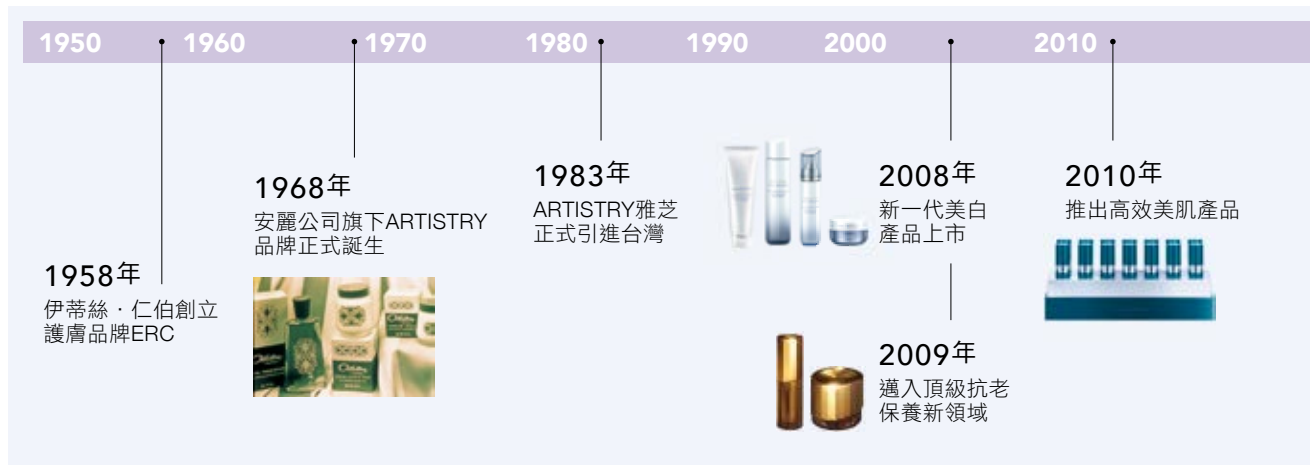 1950 1960 1970 1980 1990 2000 2010
1958年
伊蒂絲．仁伯創立
護膚品牌ERC
1968年
安麗公司旗下ARTISTRY
品牌正式誕生
1983年
ARTISTRY雅芝
正式引進台灣
2008年
新一代美白
產品上市
2009年
邁入頂級抗老
保養新領域
2010年
推出高效美肌產品